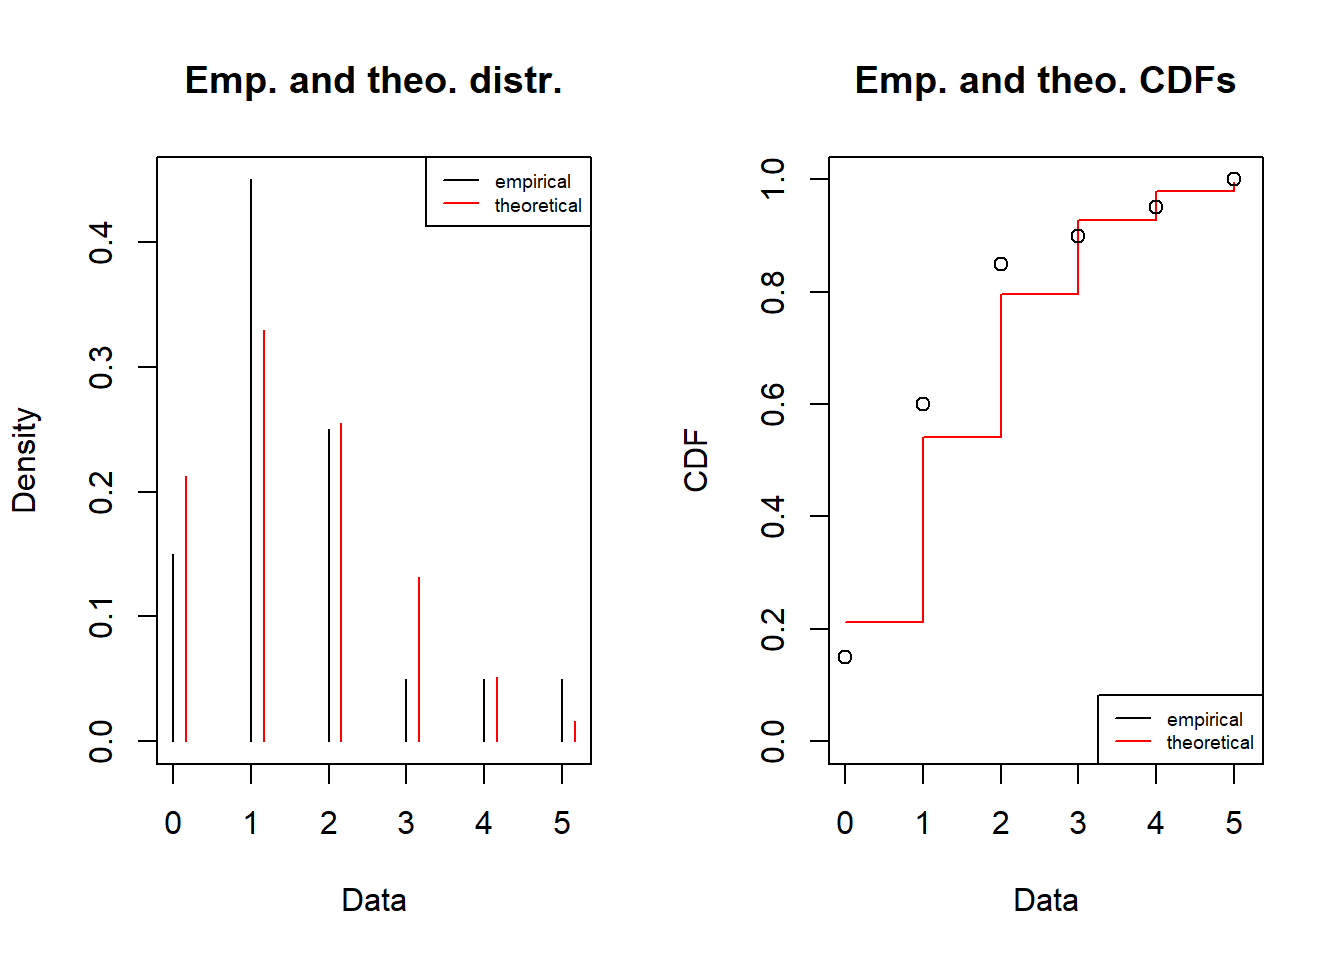 Emp. and theo. distr.
empirical
theoretical
Density
0.0
0.1
0.2
0.3
0.4
0 1 2 3 4 5
Data
Emp. and theo. CDFs
CDF
0.0
0.2
0.4
0.6
0.8
1.0
empirical
theoretical
0 1 2 3 4 5
Data